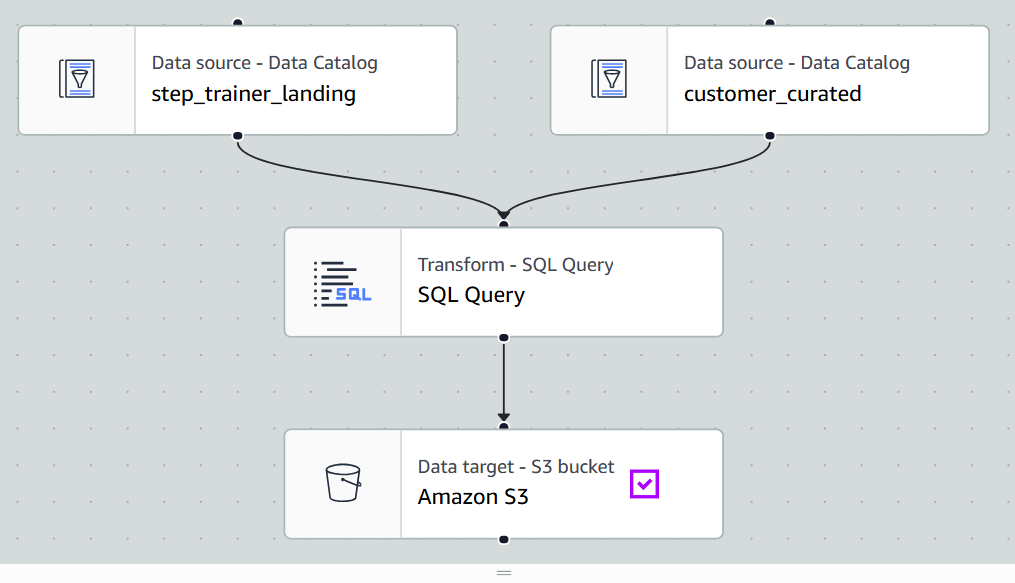 Data source - Data Catalog
step_trainer_landing
Data source - Data Catalog
customer_curated
SQL
Transform - SQL Query
SQL Query
Data target - S3 bucket
Amazon S3